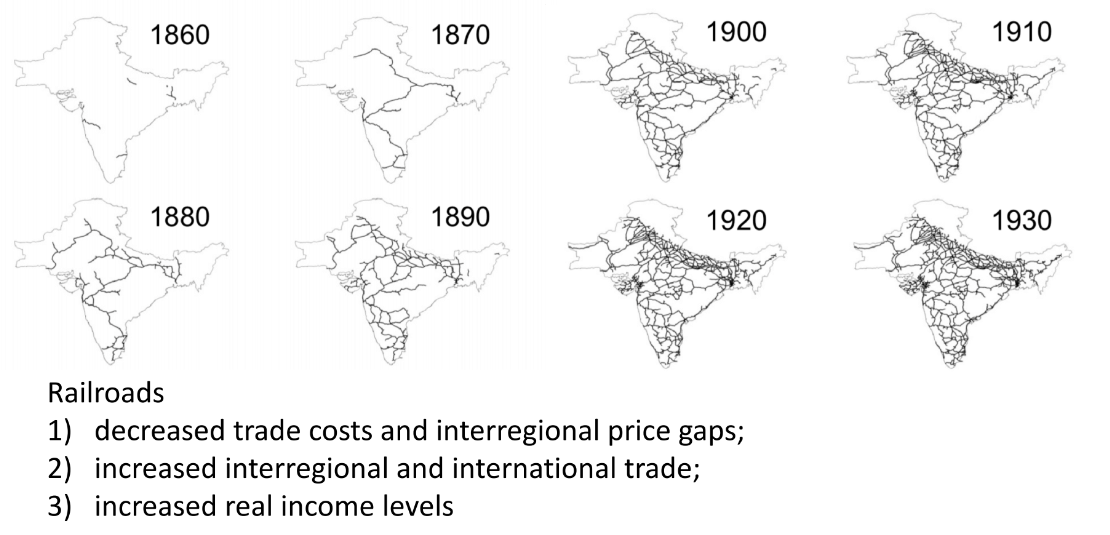 1860
1870
1900
1910
1880
1890
1920
1930
Railroads
1) decreased trade costs and interregional price gaps;
2) increased interregional and international trade;
3) increased real income levels